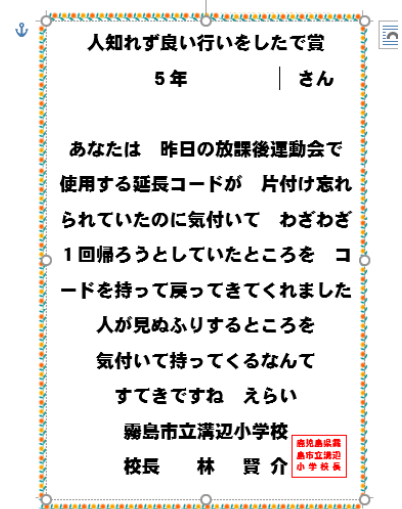 人知れず良い行いをしたで賞
５年　　　　　　さん
あなたは　昨日の放課後運動会で
使用する延長コードが　片付け忘れ
られていたのに気付いて　わざわざ
１回帰ろうとしていたところを　コ
ードを持って戻ってきてくれました
人が見ぬふりするところを
気付いて持ってくるなんて
すてきですね　えらい
霧島市立溝辺小学校
校長　　林　　賢 介
鹿児島県霧
島市立溝辺
小学校長